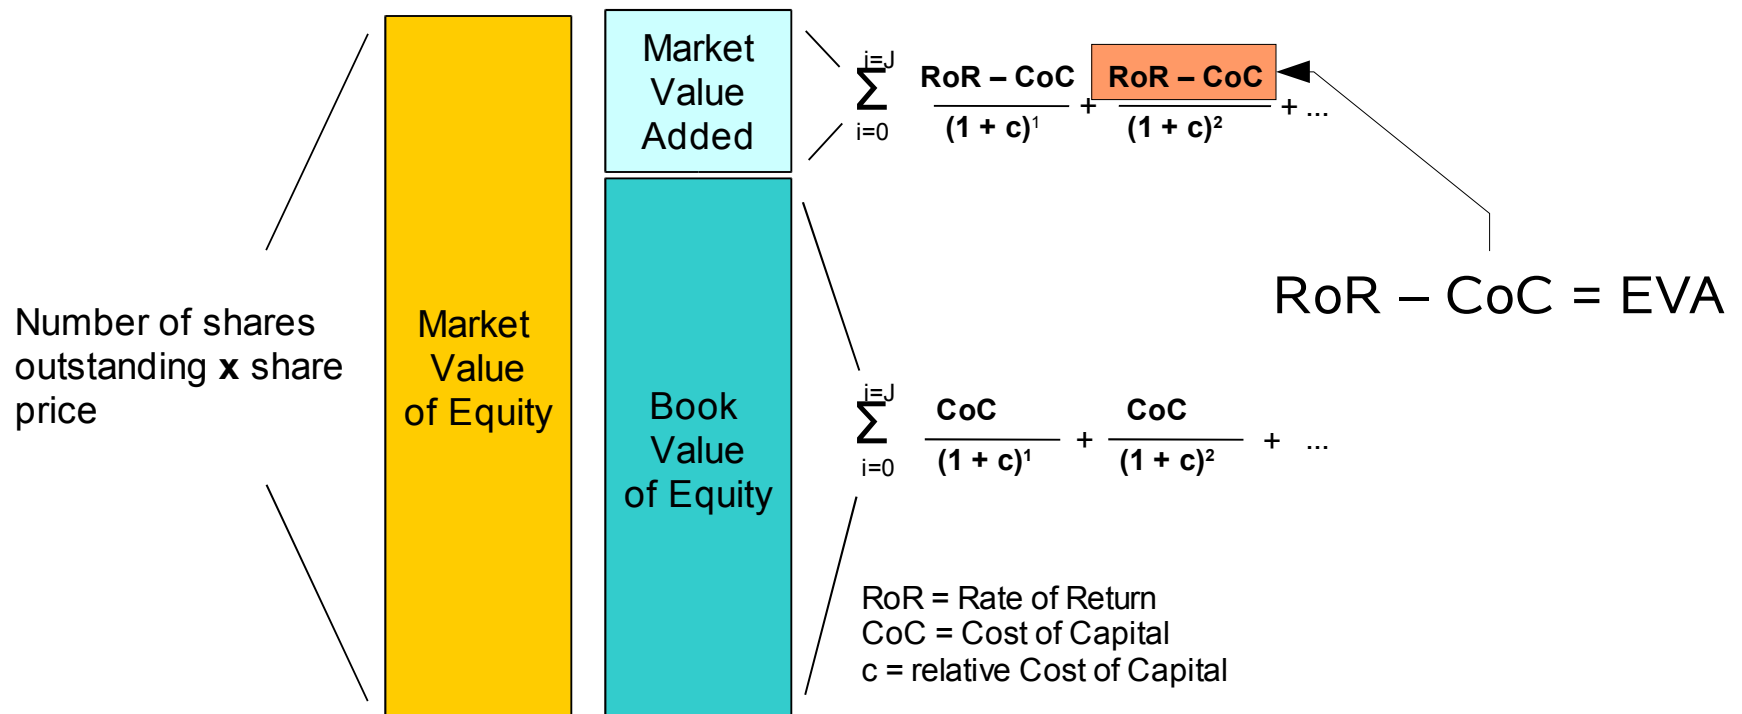 Number of shares
outstanding x share
price
Market
Value
of Equity
Market
Value
Added
Book
Value
of Equity
i=J
Σ
i=0
RoR – CoC
(1 + c)¹
+
RoR – CoC
(1 + c)²
+ ...
RoR – CoC = EVA
i=J
Σ
i=0
CoC
(1 + c)¹
+
CoC
(1 + c)²
+ ...
RoR = Rate of Return
CoC = Cost of Capital
c = relative Cost of Capital